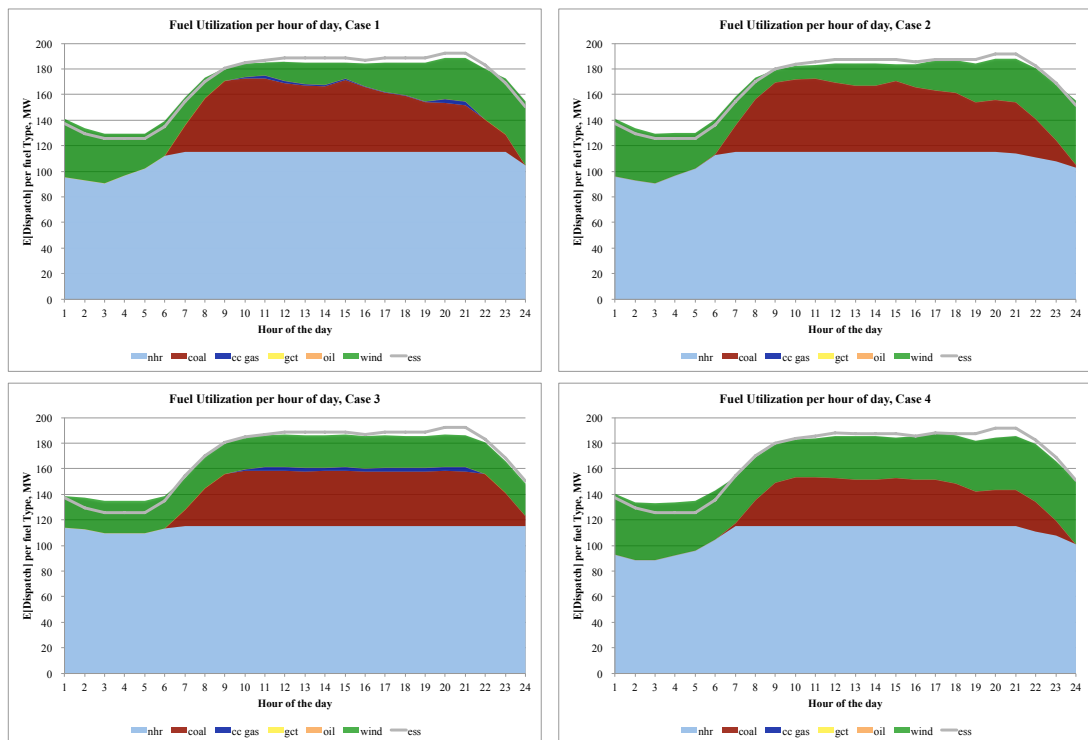 Fuel Utilization per hour of day, Case 1
E[Dispatch] per fuel Type, MW
200
180
160
140
120
100
80
60
40
20
0
1 2 3 4 5 6 7 8 9 10 11 12 13 14 15 16 17 18 19 20 21 22 23 24
Hour of the day
nhr coal cc gas gct oil wind ess
Fuel Utilization per hour of day, Case 2
E[Dispatch] per fuel Type, MW
200
180
160
140
120
100
80
60
40
20
0
1 2 3 4 5 6 7 8 9 10 11 12 13 14 15 16 17 18 19 20 21 22 23 24
Hour of the day
nhr coal cc gas gct oil wind ess
Fuel Utilization per hour of day, Case 3
E[Dispatch] per fuel Type, MW
200
180
160
140
120
100
80
60
40
20
0
1 2 3 4 5 6 7 8 9 10 11 12 13 14 15 16 17 18 19 20 21 22 23 24
Hour of the day
nhr coal cc gas gct oil wind ess
Fuel Utilization per hour of day, Case 4
E[Dispatch] per fuel Type, MW
200
180
160
140
120
100
80
60
40
20
0
1 2 3 4 5 6 7 8 9 10 11 12 13 14 15 16 17 18 19 20 21 22 23 24
Hour of the day
nhr coal cc gas gct oil wind ess